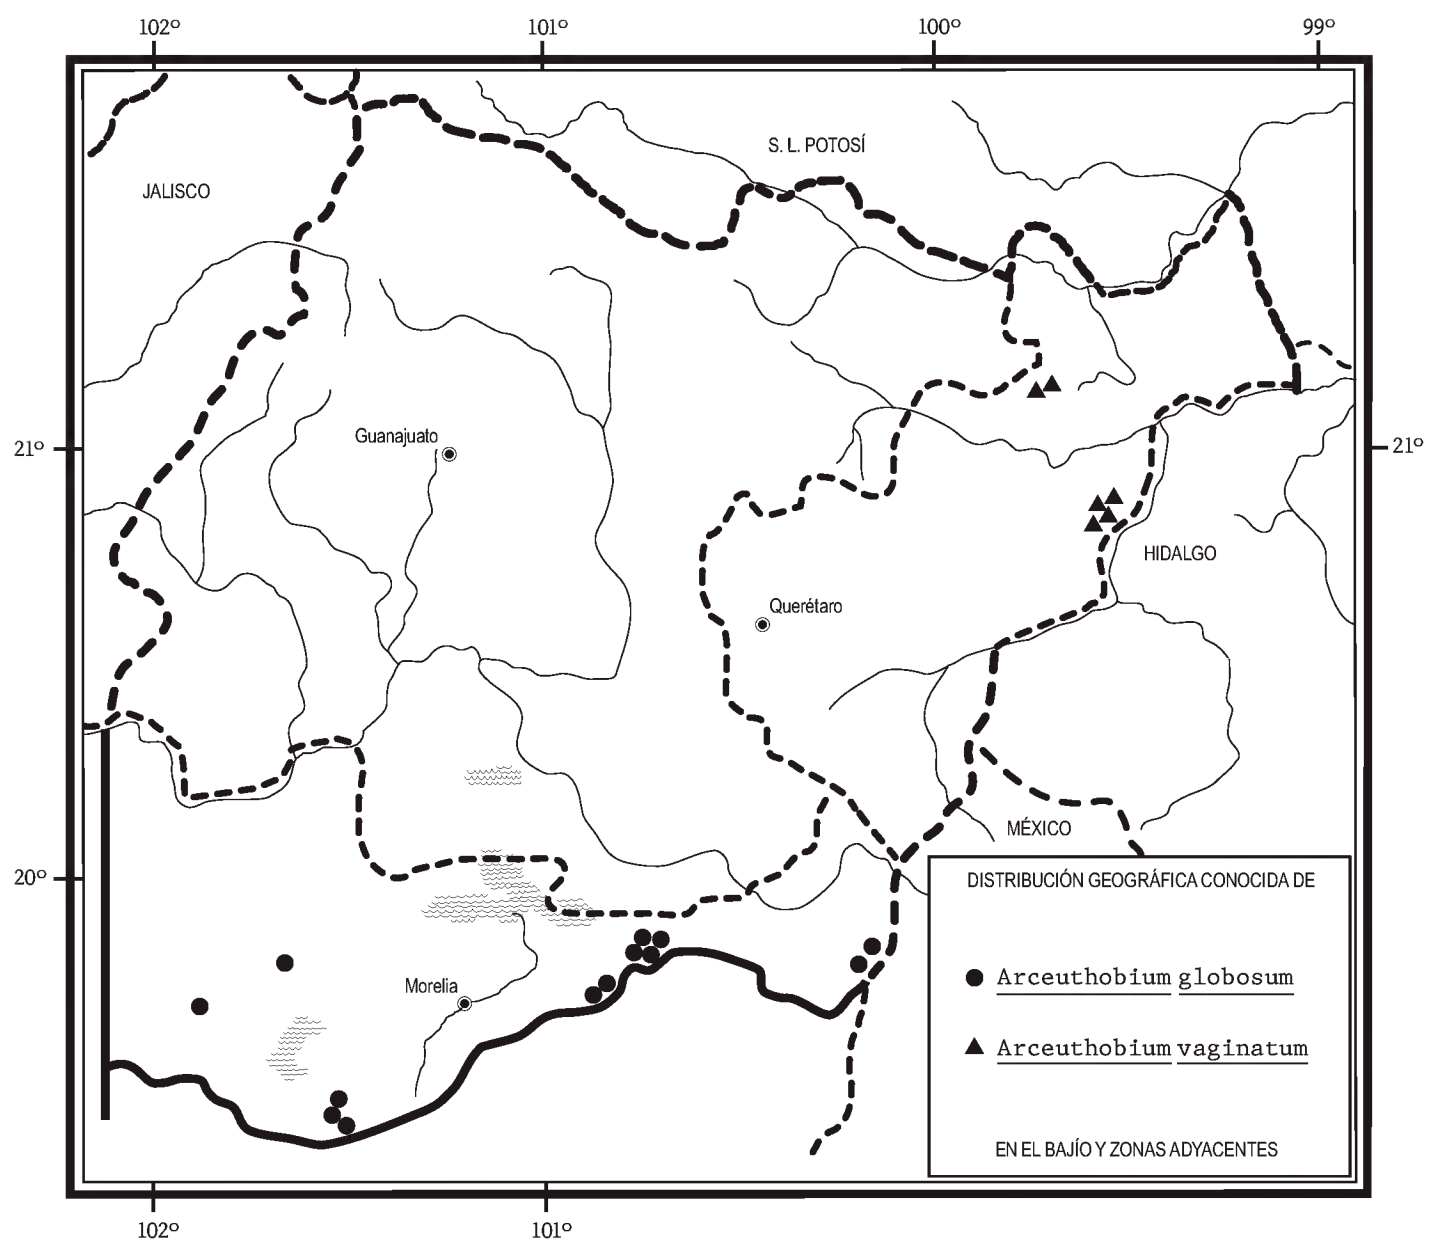 102º 101º 100º 99º
S. L. POTOSÍ
JALISCO
Guanajuato
21º 21º
HIDALGO
Querétaro
MÉXICO
20º
DISTRIBUCIÓN GEOGRÁFICA CONOCIDA DE
Arceuthobium globosum
Morelia
Arceuthobium vaginatum
EN EL BAJÍO Y ZONAS ADYACENTES
102º 101º